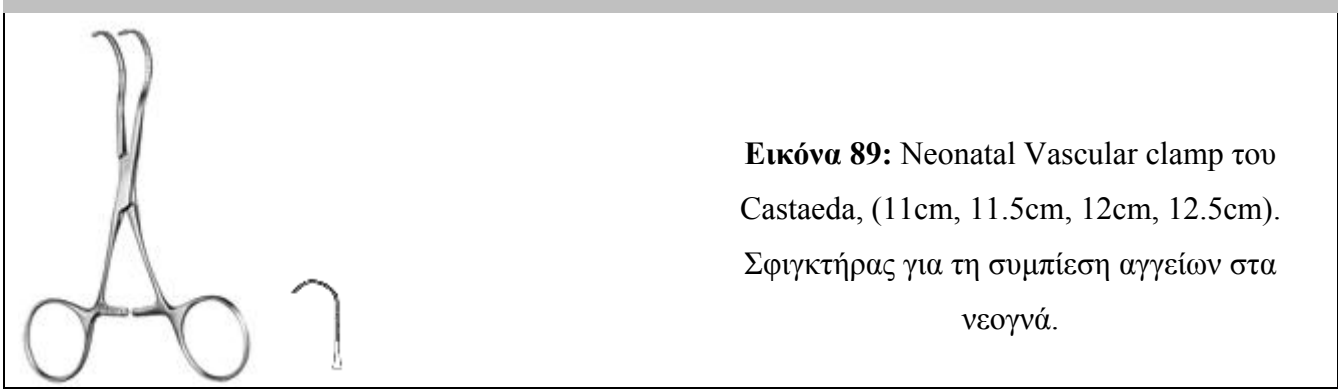 Εικόνα 89: Neonatal Vascular clamp του
Castaeda, (11cm, 11.5cm, 12cm, 12.5cm).
Σφιγκτήρας για τη συμπίεση αγγείων στα
νεογνά.